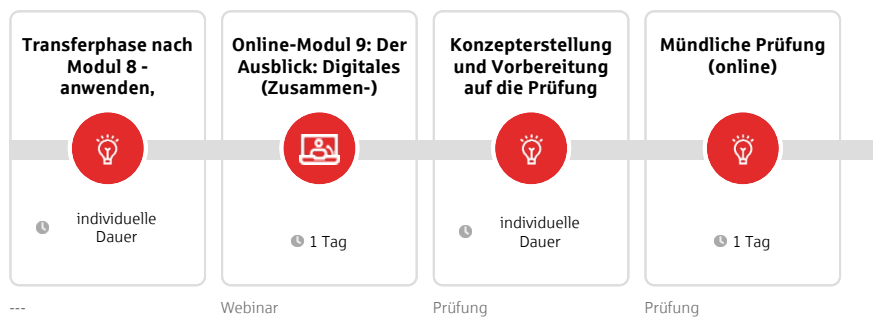 Transferphase nach
Modul 8 -
anwenden,
individuelle
Dauer
---
Online-Modul 9: Der
Ausblick: Digitales
(Zusammen-)
1 Tag
Webinar
Konzepterstellung
und Vorbereitung
auf die Prüfung
individuelle
Dauer
Prüfung
Mündliche Prüfung
(online)
1 Tag
Prüfung